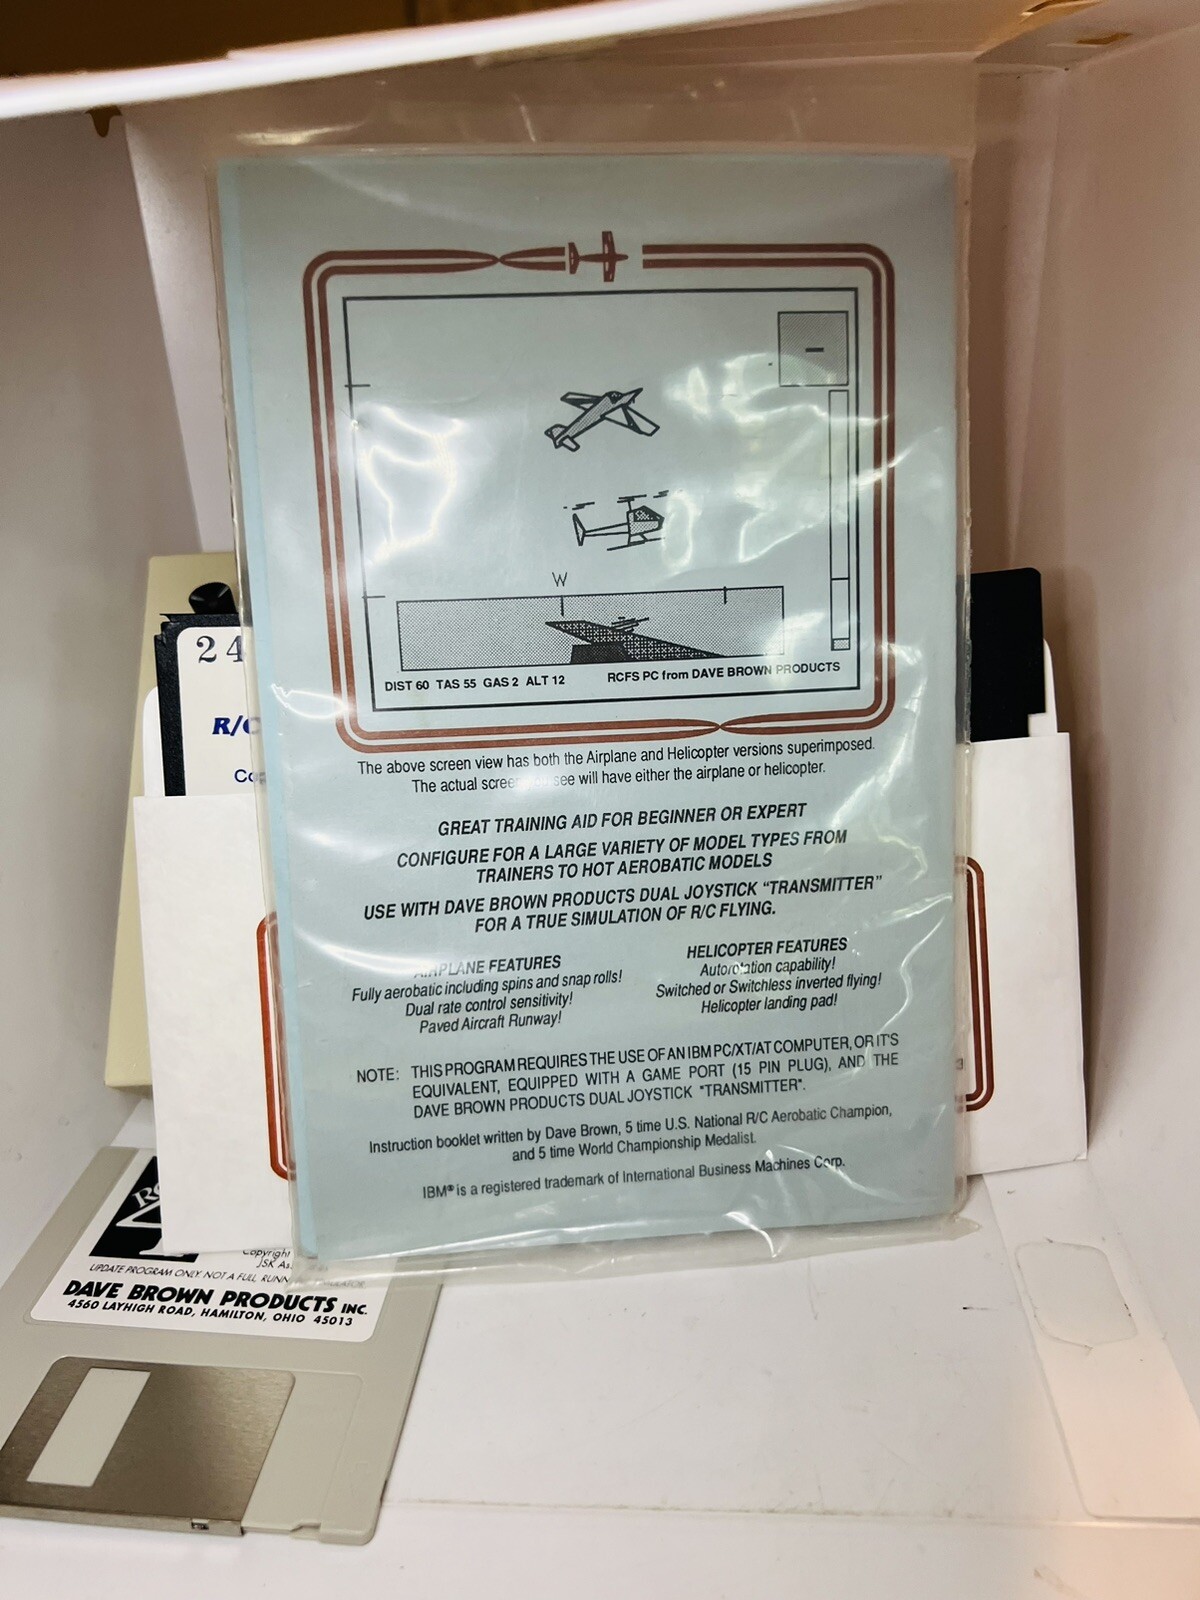 W
DIST 60 TAS 55 GAS 2 ALT 12 RCFS PC from DAVE BROWN PRODUCTS
The above screen view has both the Airplane and Helicopter versions superimposed.
The actual screen see will have either the airplane or helicopter.
GREAT TRAINING AID FOR BEGINNER OR EXPERT
CONFIGURE FOR A LARGE VARIETY OF MODEL TYPES FROM
TRAINERS TO HOT AEROBATIC MODELS
USE WITH DAVE BROWN PRODUCTS DUAL JOYSTICK "TRANSMITTER"
FOR A TRUE SIMULATION OF R/C FLYING.
AIRPLANE FEATURES
Fully aerobatic including spins and snap rolls!
Dual rate control sensitivity!
Paved Aircraft Runway!
HELICOPTER FEATURES
Autorotation capability!
Switched or Switchless inverted flying!
Helicopter landing pad!
NOTE: THIS PROGRAM REQUIRES THE USE OF AN IBM PC/XT/AT COMPUTER, OR IT'S
EQUIVALENT, EQUIPPED WITH A GAME PORT (15 PIN PLUG), AND THE
DAVE BROWN PRODUCTS DUAL JOYSTICK "TRANSMITTER".
Instruction booklet written by Dave Brown, 5 time U.S. National R/C Aerobatic Champion,
and 5 time World Championship Medalist.
IBM® is a registered trademark of International Business Machines Corp.
24
R/C
Copyright
JSK
UPDATE PROGRAM ONLY. NOT A FULL
DAVE BROWN PRODUCTS INC.
4560 LAYHIGH ROAD, HAMILTON, OHIO 45013